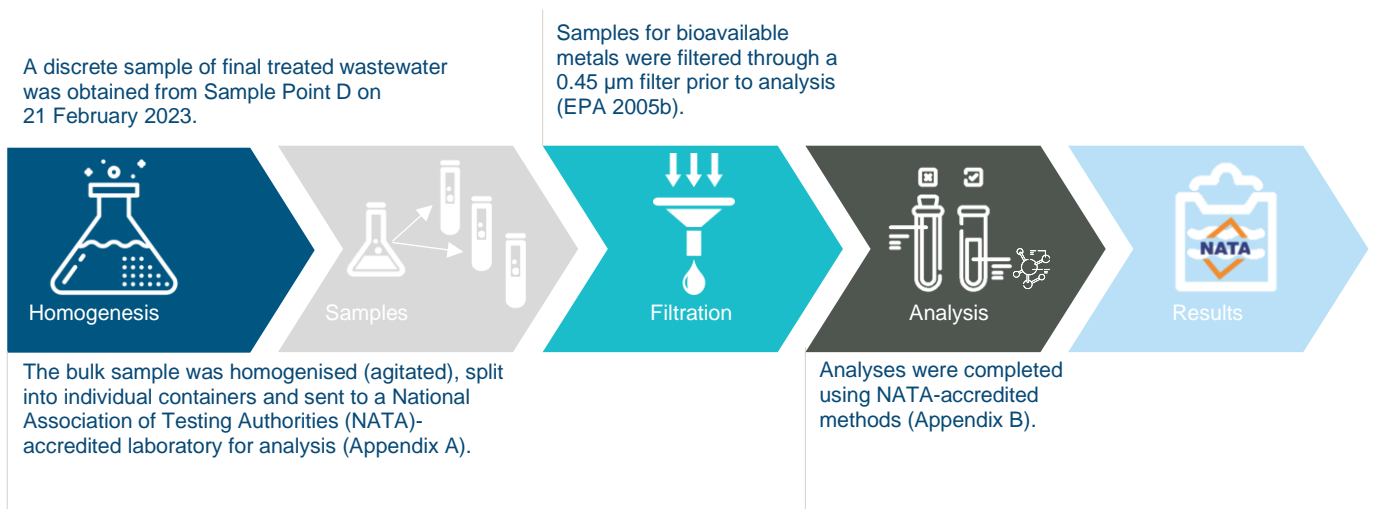 A discrete sample of final treated wastewater
was obtained from Sample Point D on
21 February 2023.
Samples for bioavailable
metals were filtered through a
0.45 µm filter prior to analysis
(EPA 2005b).
Homogenesis
Samples
Filtration
Analysis
NATA
Results
The bulk sample was homogenised (agitated), split
into individual containers and sent to a National
Association of Testing Authorities (NATA)-
accredited laboratory for analysis (Appendix A).
Analyses were completed
using NATA-accredited
methods (Appendix B).